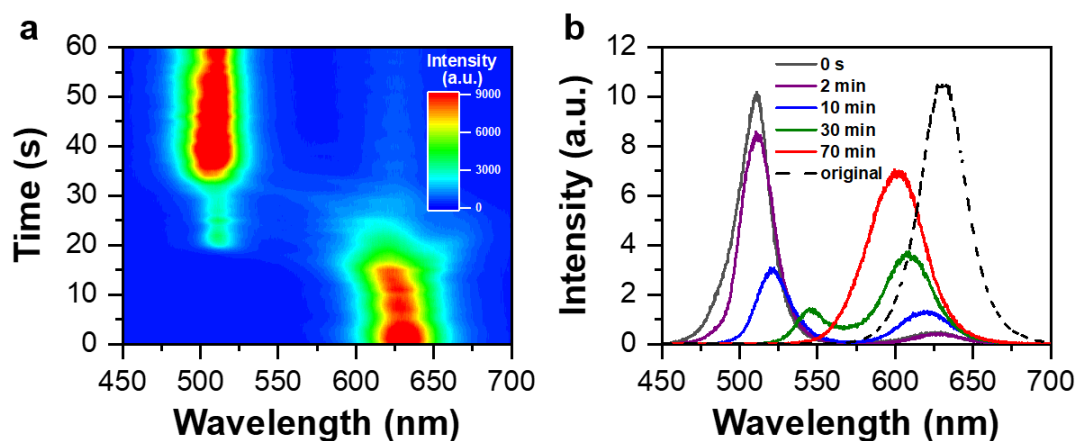 a
60
50
40
30
20
10
0
Time (s)
Intensity
(a.u.)
9000
6000
3000
0
450 500 550 600 650 700
Wavelength (nm)
b
12
10
8
6
4
2
0
Intensity (a.u.)
0 s
2 min
10 min
30 min
70 min
original
450 500 550 600 650 700
Wavelength (nm)